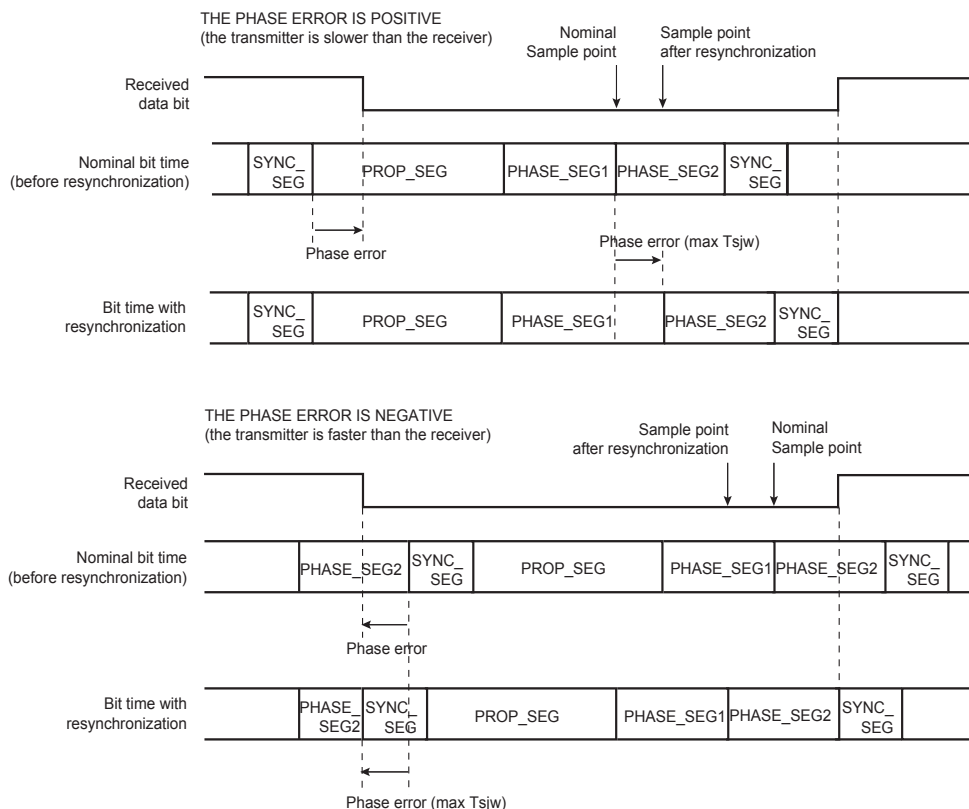 THE PHASE ERROR IS POSITIVE
(the transmitter is slower than the receiver)
Nominal
Sample point
Sample point
after resynchronization
Received
data bit
Nominal bit time
(before resynchronization)
SYNC_
SEG
PROP_SEG
PHASE_SEG1
PHASE_SEG2
SYNC_
SEG
Phase error
Phase error (max Tsjw)
Bit time with
resynchronization
SYNC_
SEG
PROP_SEG
PHASE_SEG1
PHASE_SEG2
SYNC_
SEG
THE PHASE ERROR IS NEGATIVE
(the transmitter is faster than the receiver)
Sample point
after resynchronization
Nominal
Sample point
Received
data bit
Nominal bit time
(before resynchronization)
PHASE_SEG2
SYNC_
SEG
PROP_SEG
PHASE_SEG1
PHASE_SEG2
SYNC_
SEG
Phase error
Bit time with
resynchronization
PHASE_
SEG2
SYNC_
SEG
PROP_SEG
PHASE_SEG1
PHASE_SEG2
SYNC_
SEG
Phase error (max Tsjw)